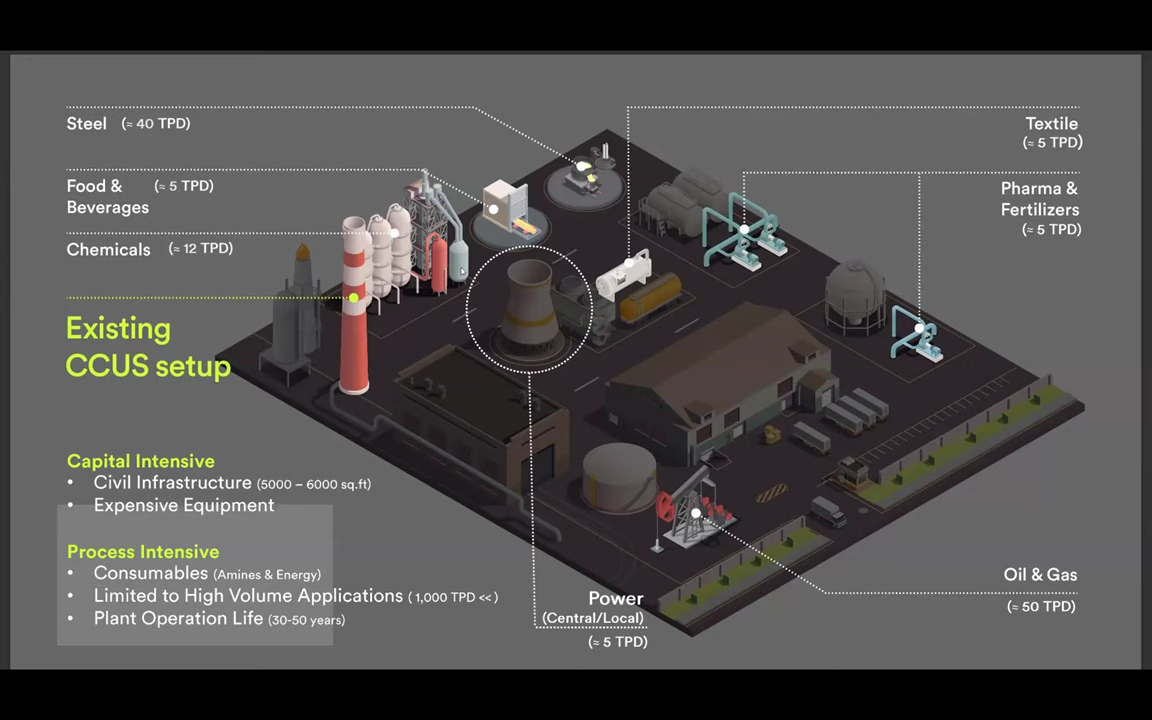 Steel (≈ 40 TPD)
Food & (≈ 5 TPD)
Beverages
Chemicals (≈ 12 TPD)
Existing
CCUS setup
Capital Intensive
• Civil Infrastructure (5000 – 6000 sq.ft)
• Expensive Equipment
Process Intensive
• Consumables (Amines & Energy)
• Limited to High Volume Applications ( 1,000 TPD << )
• Plant Operation Life (30-50 years)
Power
(Central/Local)
(≈ 5 TPD)
Textile
(≈ 5 TPD)
Pharma &
Fertilizers
(≈ 5 TPD)
Oil & Gas
(≈ 50 TPD)